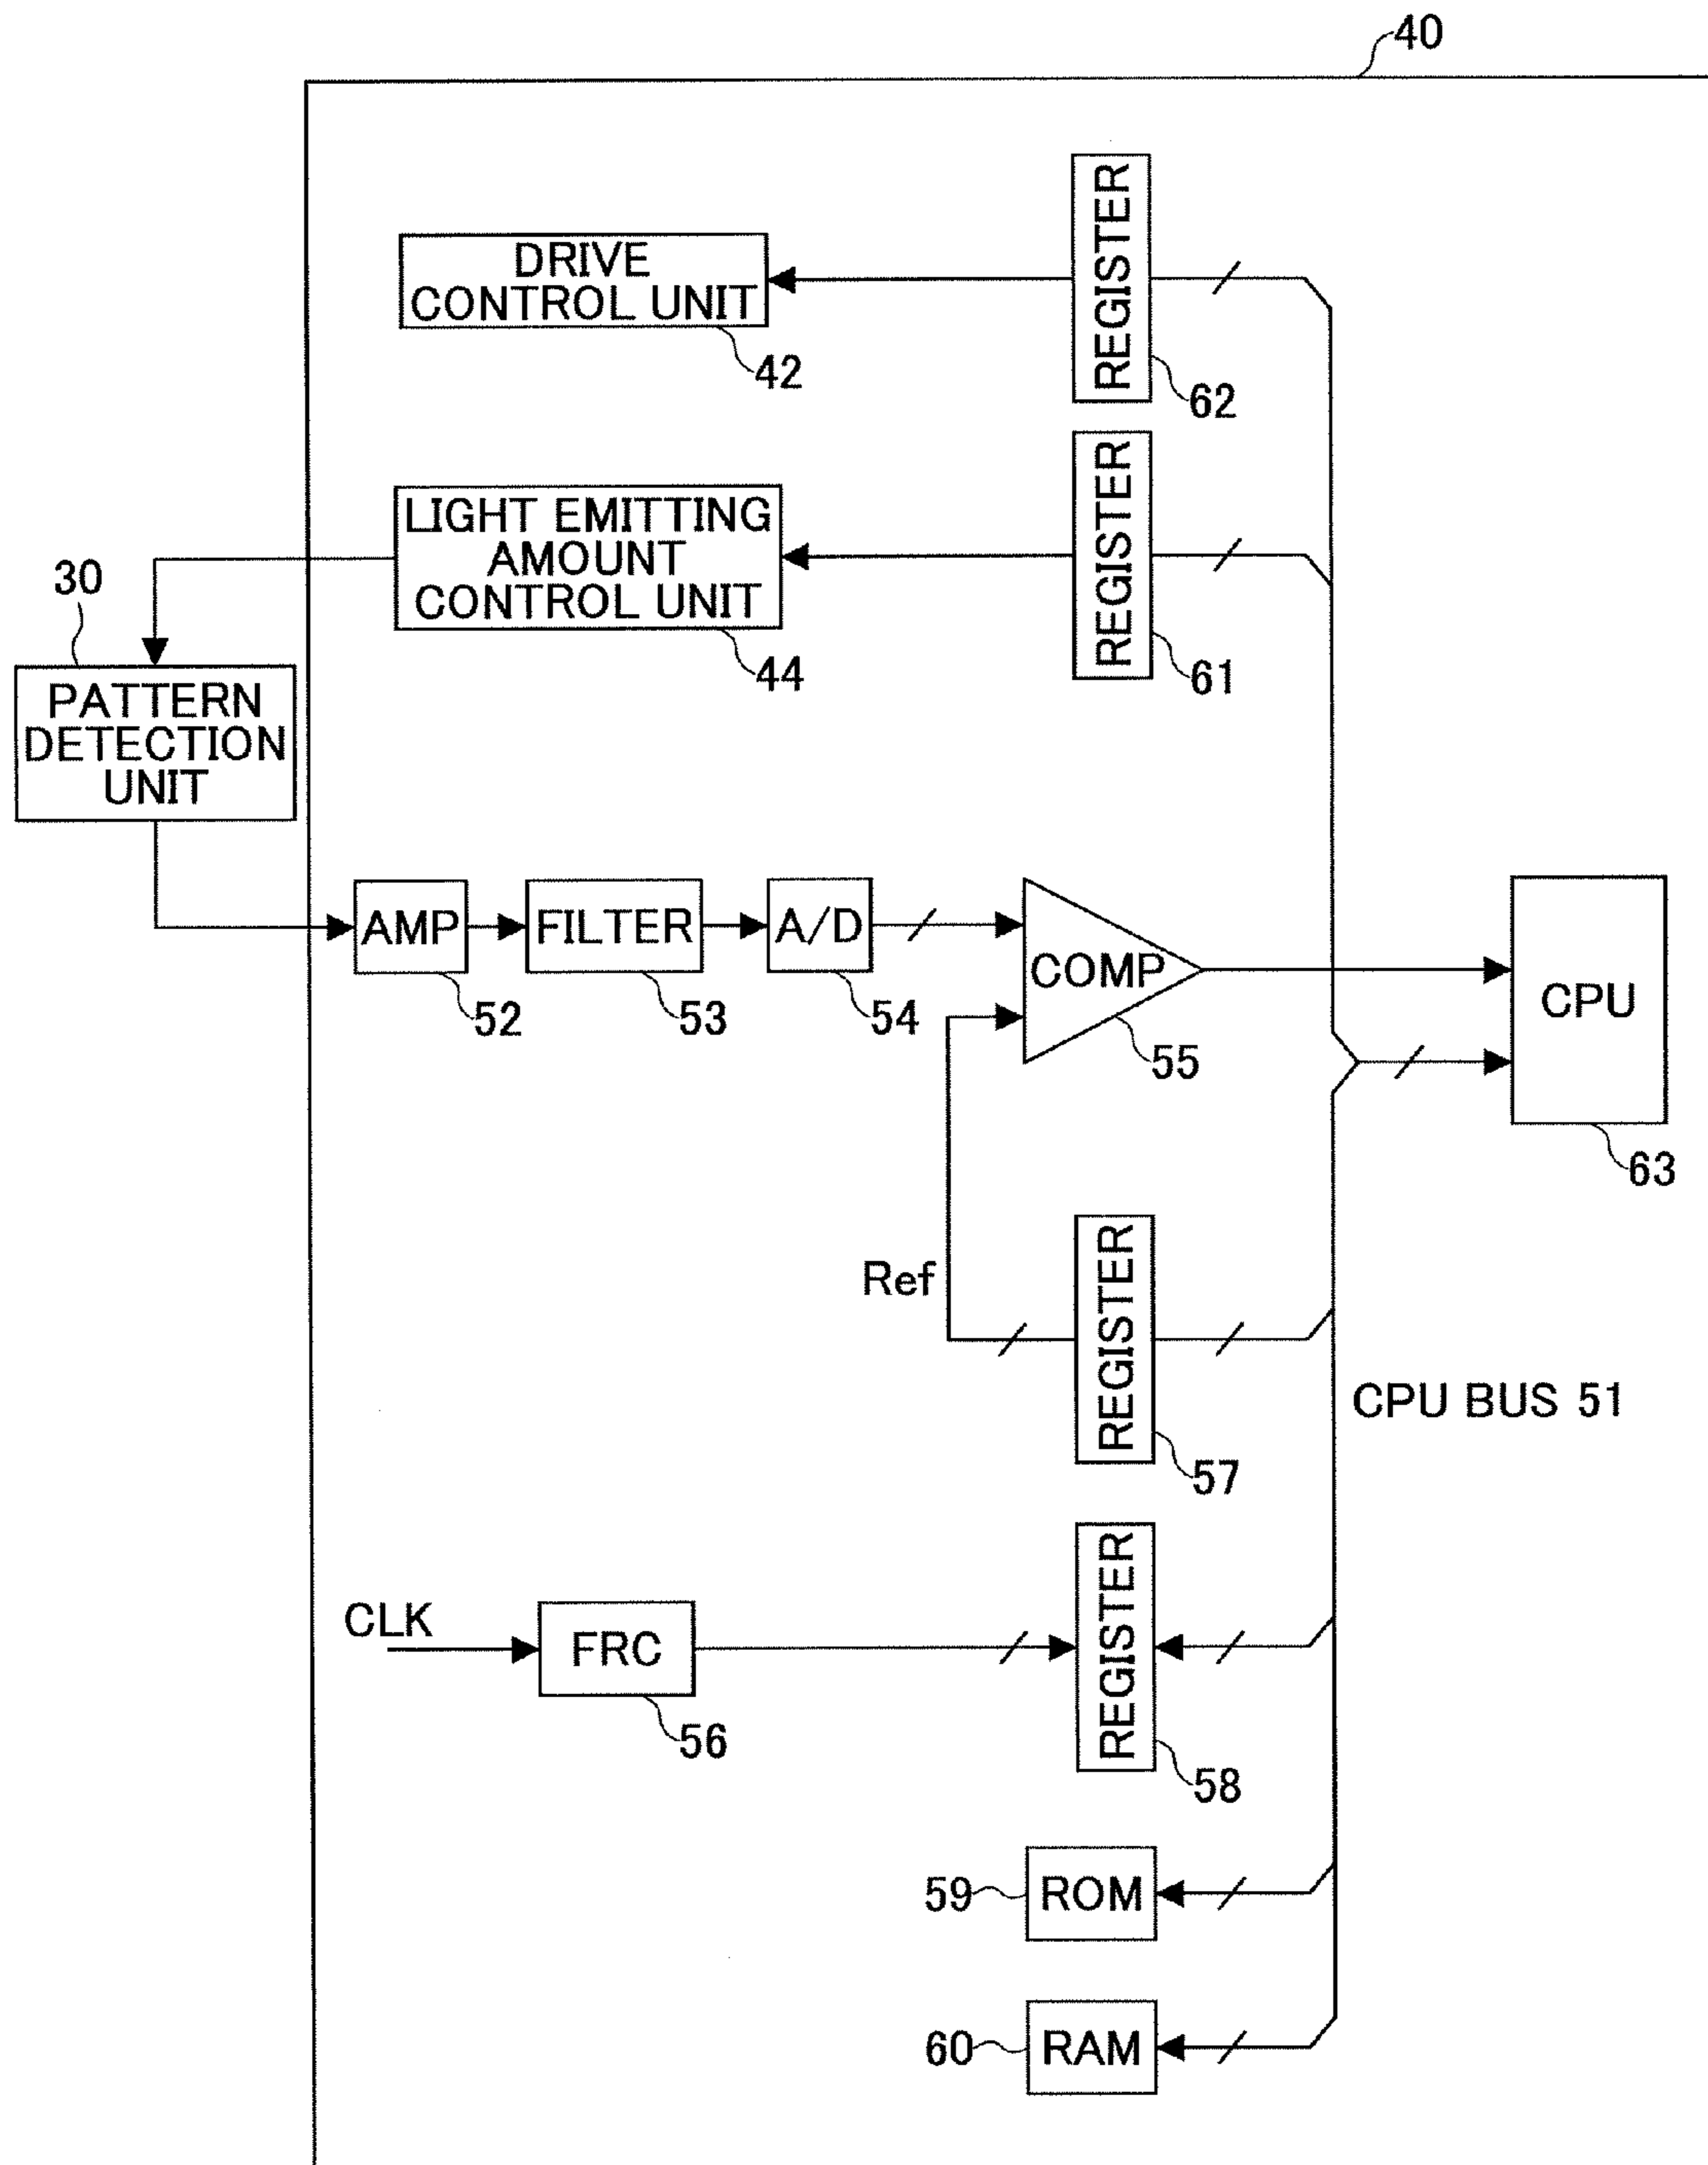 40
DRIVE
CONTROL UNIT
42
REGISTER
62
LIGHT EMITTING
AMOUNT
CONTROL UNIT
44
REGISTER
61
30
PATTERN
DETECTION
UNIT
AMP
52
FILTER
53
A/D
54
COMP
55
CPU
63
Ref
REGISTER
57
CPU BUS 51
CLK
FRC
56
REGISTER
58
59
ROM
60
RAM